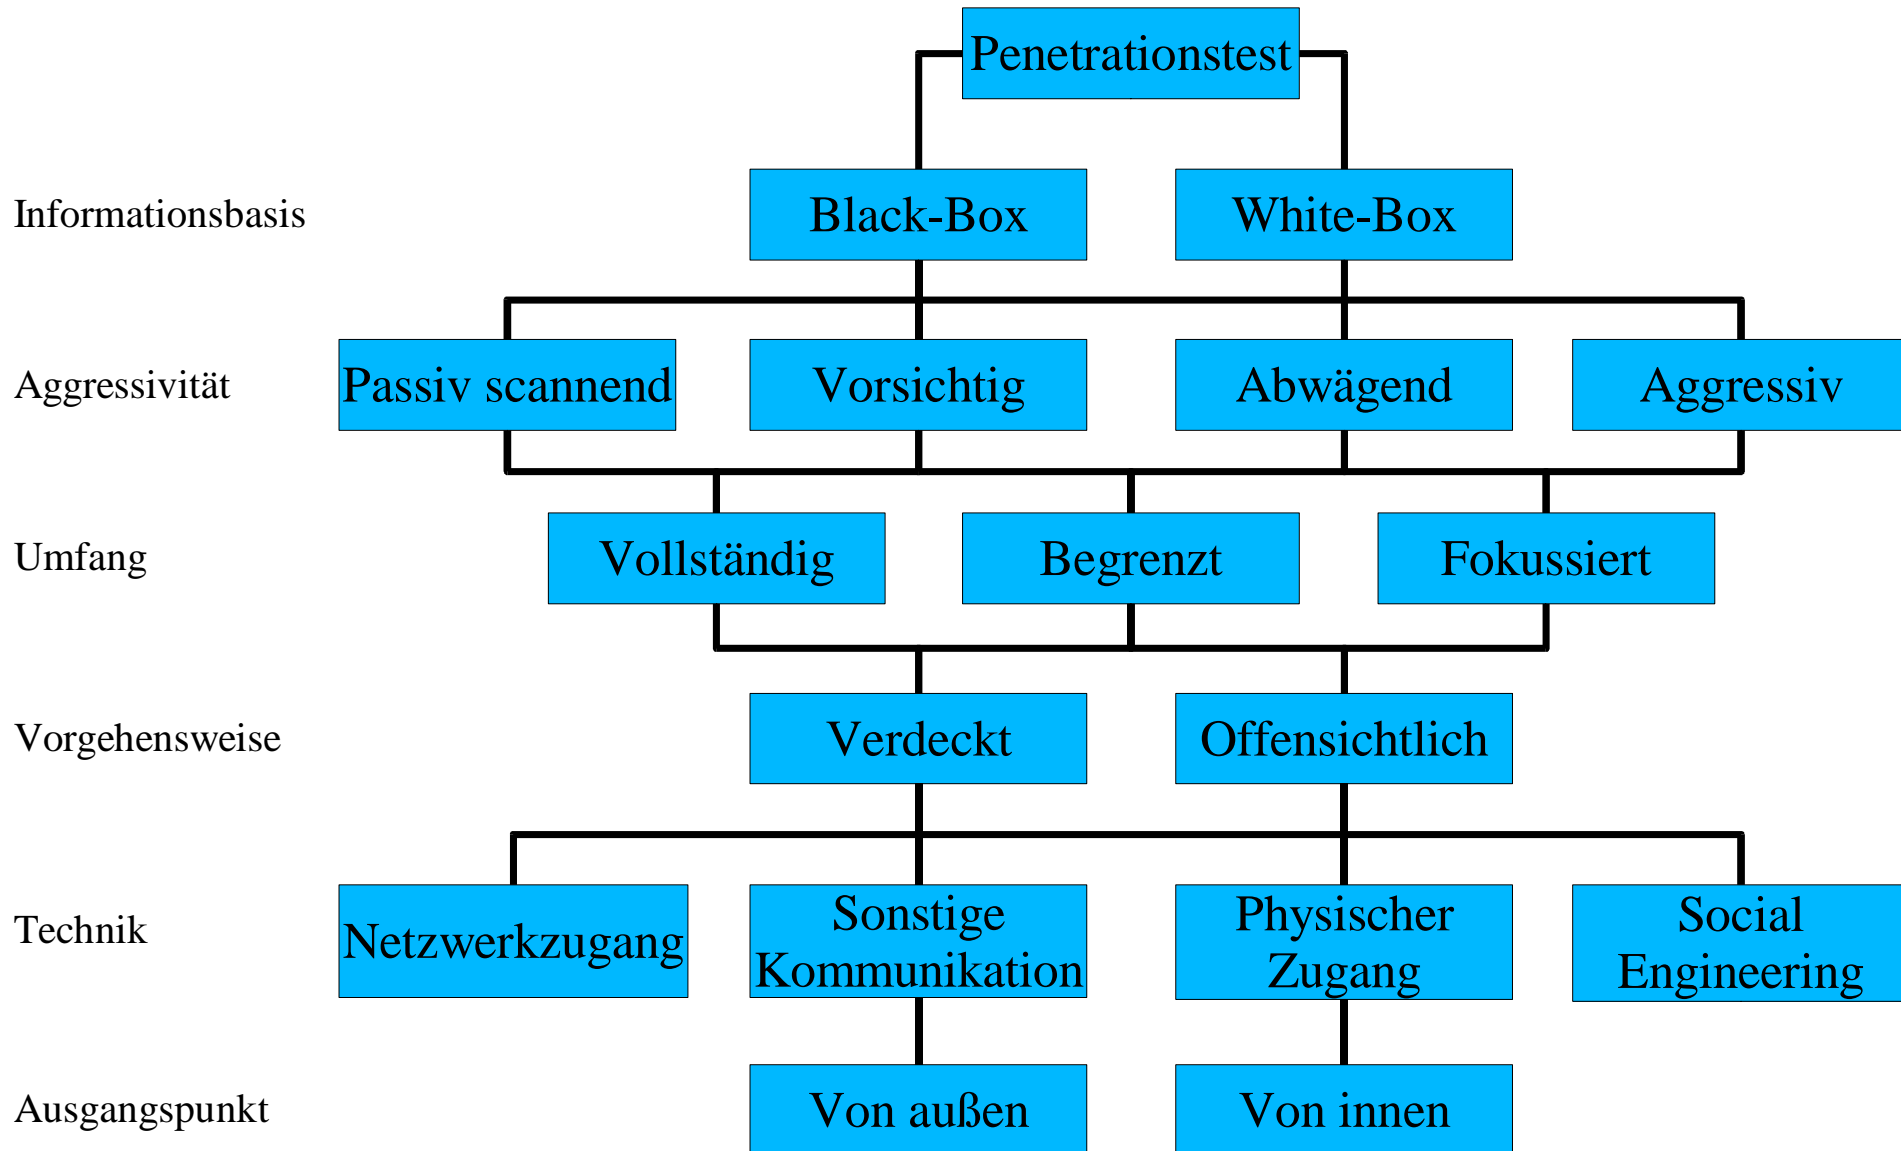 Penetrationstest
Informationsbasis
Black-Box
White-Box
Aggressivität
Passiv scannend
Vorsichtig
Abwägend
Aggressiv
Umfang
Vollständig
Begrenzt
Fokussiert
Vorgehensweise
Verdeckt
Offensichtlich
Technik
Netzwerkzugang
Sonstige
Kommunikation
Physischer
Zugang
Social
Engineering
Ausgangspunkt
Von außen
Von innen